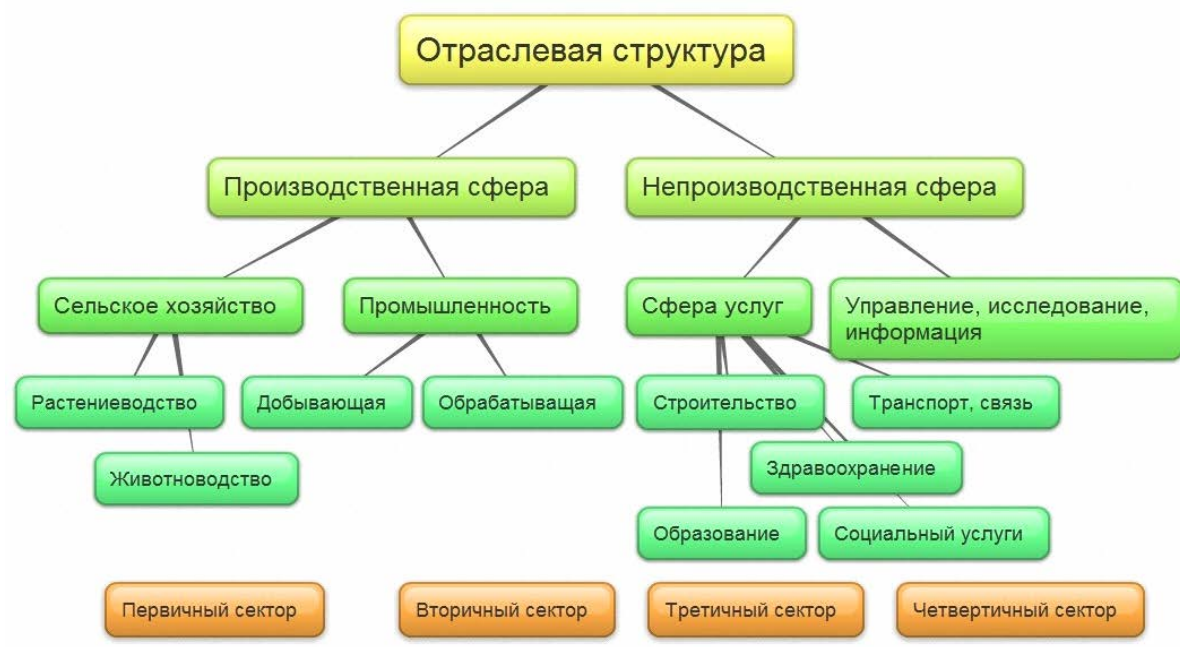 Отраслевая структура
Производственная сфера
Непроизводственная сфера
Сельское хозяйство
Промышленность
Сфера услуг
Управление, исследование,
информация
Растениеводство
Добывающая
Обрабатыващая
Строительство
Транспорт, связь
Животноводство
Здравоохранение
Образование
Социальный услуги
Первичный сектор
Вторичный сектор
Третичный сектор
Четвертичный сектор